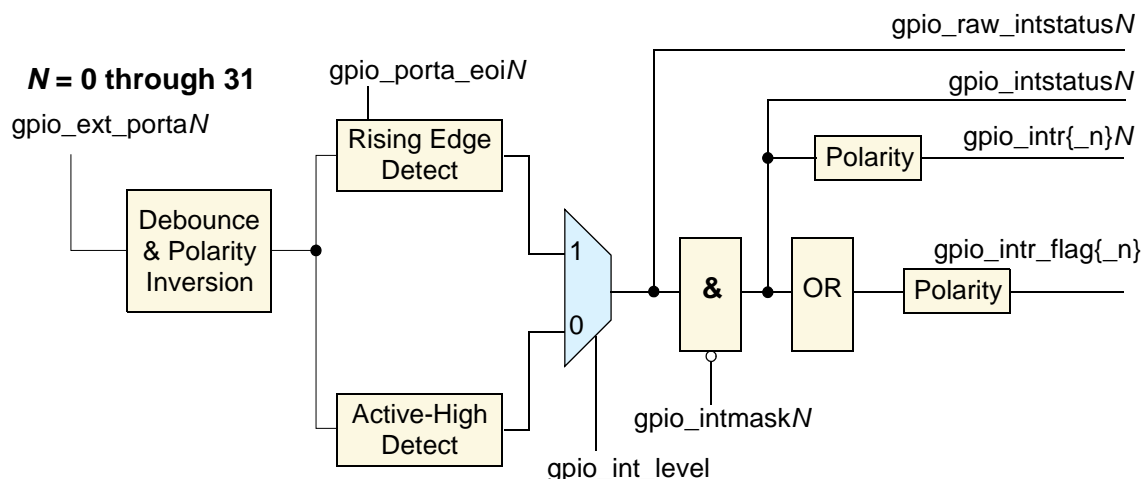 gpio_raw_intstatusN
N = 0 through 31
gpio_porta_eoiN
gpio_intstatusN
gpio_ext_portaN
Rising Edge
Detect
gpio_intr{_n}N
Polarity
Debounce
& Polarity
Inversion
1
gpio_intr_flag{_n}
&
OR
Polarity
0
Active-High
Detect
gpio_intmaskN
gpio_int_level